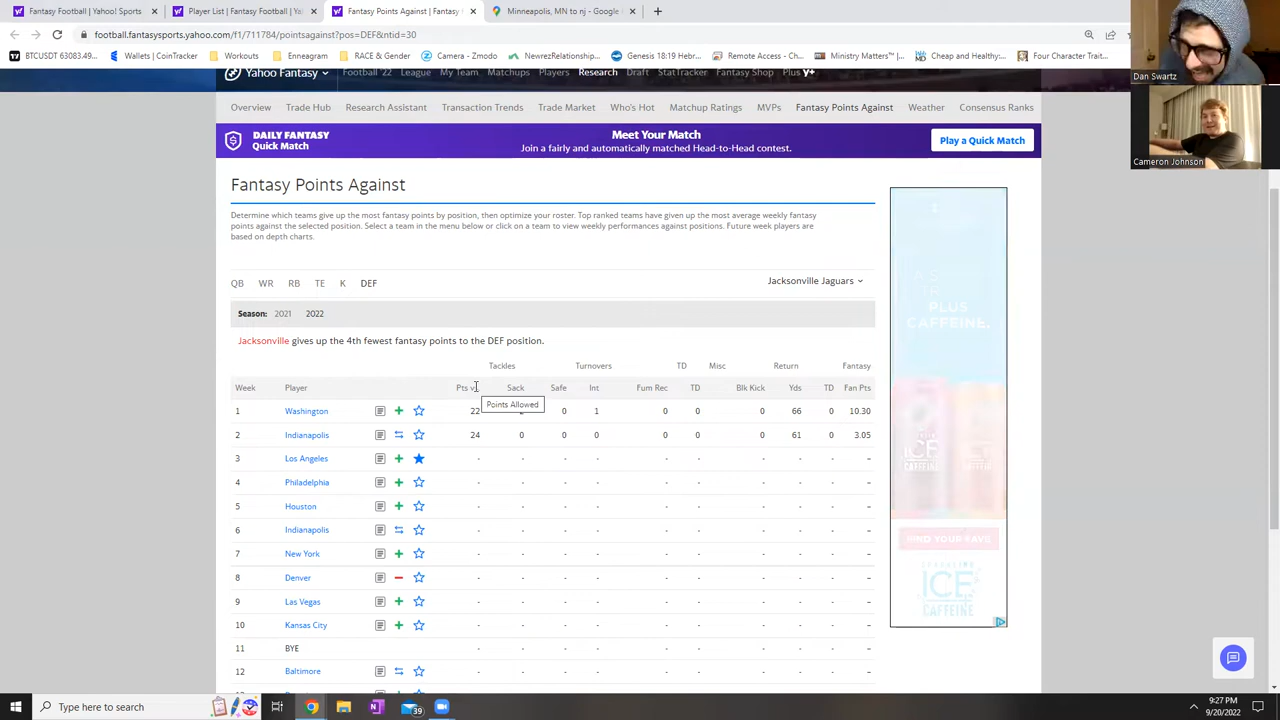 Fantasy Football | Yahoo! Sports
Player List | Fantasy Football | Ya
Fantasy Points Against | Fantasy
Minneapolis, MN to nj - Google
football.fantasysports.yahoo.com/f1/711784/pointsagainst?pos=DEF&ntid=30
BTCUSDT 63083.49...
Wallets | CoinTracker
Workouts
Enneagram
RACE & Gender
Camera - Zmodo
NewrezRelationship...
Genesis 18:19 Hebr...
Remote Access - Ch...
Ministry Matters™ |...
Cheap and Healthy:...
Four Character Trait...
Dan Swartz
Cameron Johnson
Yahoo Fantasy
Football '22
League
My Team
Matchups
Players
Research
Draft
StatTracker
Fantasy Shop
Plus y+
Overview
Trade Hub
Research Assistant
Transaction Trends
Trade Market
Who's Hot
Matchup Ratings
MVPs
Fantasy Points Against
Weather
Consensus Ranks
DAILY FANTASY
Quick Match
Meet Your Match
Join a fairly and automatically matched Head-to-Head contest.
Play a Quick Match
Fantasy Points Against
Determine which teams give up the most fantasy points by position, then optimize your roster. Top ranked teams have given up the most average weekly fantasy
points against the selected position. Select a team in the menu below or click on a team to view weekly performances against positions. Future week players are
based on depth charts.
QB WR RB TE K DEF
Jacksonville Jaguars
Season: 2021 2022
Jacksonville gives up the 4th fewest fantasy points to the DEF position.
Tackles Turnovers TD Misc Return Fantasy
Week Player Pts v Sack Safe Int Fum Rec TD Blk Kick Yds TD Fan Pts
Points Allowed
1 Washington 22 0 1 0 0 0 66 0 10.30
2 Indianapolis 24 0 0 0 0 0 0 61 0 3.05
3 Los Angeles - - - - - - - - - –
4 Philadelphia - - - - - - - - - –
5 Houston - - - - - - - - - –
6 Indianapolis - - - - - - - - - –
7 New York - - - - - - - - - –
8 Denver - - - - - - - - - –
9 Las Vegas - - - - - - - - - –
10 Kansas City - - - - - - - - - –
11 BYE - - - - - - - - - –
12 Baltimore - - - - - - - - - –
PLUS
CAFFEINE.
ICE
CAFFEINE
Type here to search
39
9:27 PM
9/20/2022